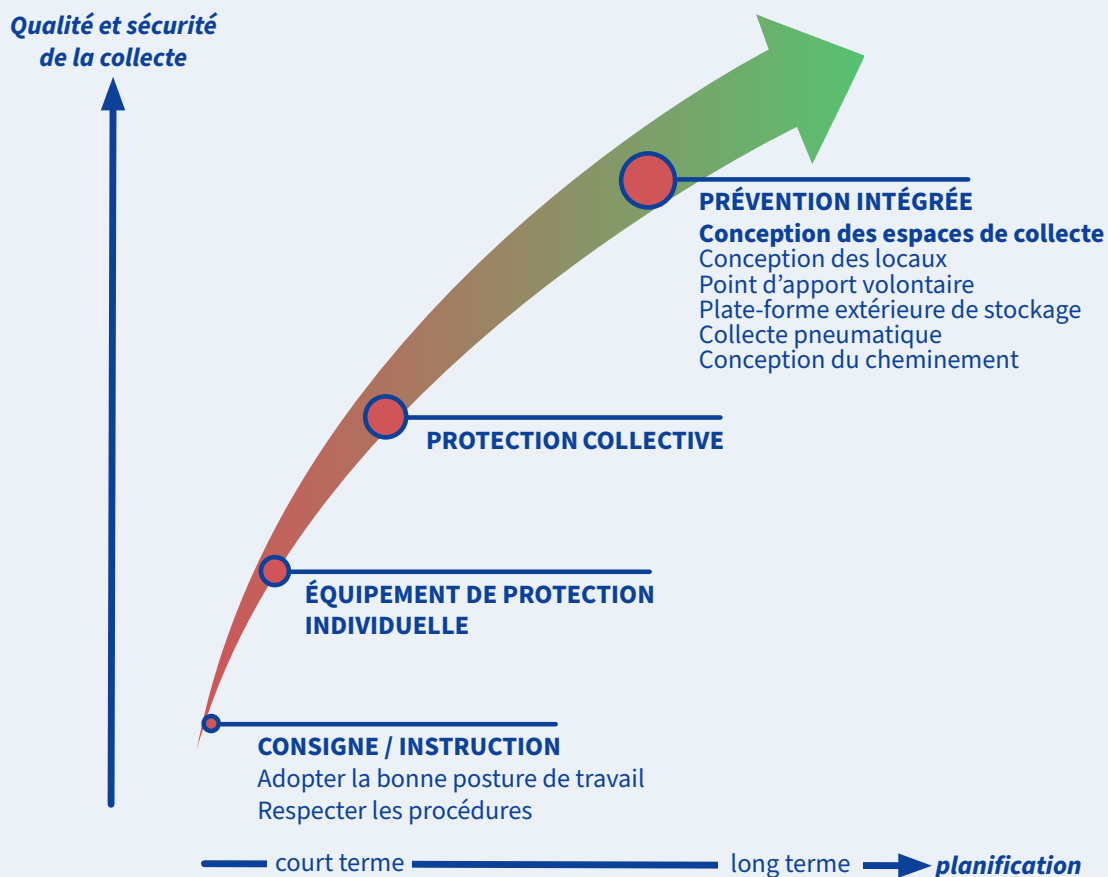 Qualité et sécurité
de la collecte
PRÉVENTION INTÉGRÉE
Conception des espaces de collecte
Conception des locaux
Point d’apport volontaire
Plate-forme extérieure de stockage
Collecte pneumatique
Conception du cheminement
PROTECTION COLLECTIVE
ÉQUIPEMENT DE PROTECTION
INDIVIDUELLE
CONSIGNE / INSTRUCTION
Adopter la bonne posture de travail
Respecter les procédures
court terme long terme planification